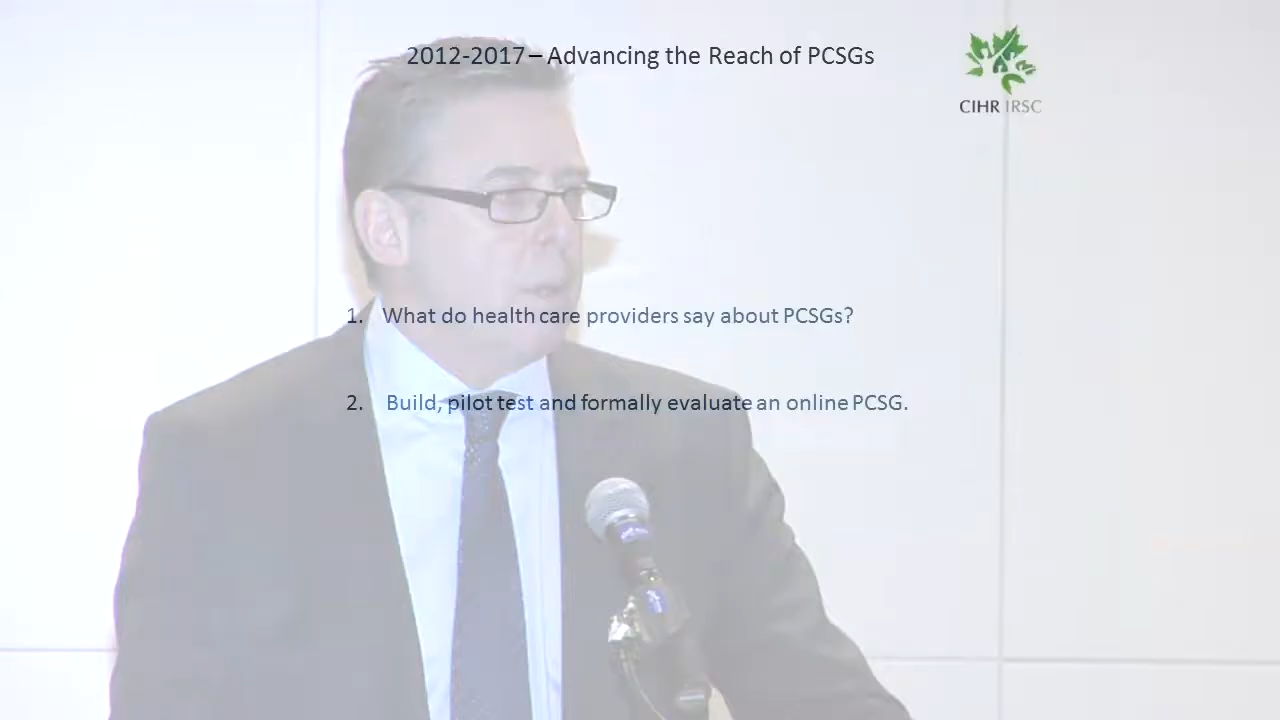 2012-2017 – Advancing the Reach of PCSGs
CIHR IRSC
1. What do health care providers say about PCSGs?
2. Build, pilot test and formally evaluate an online PCSG.